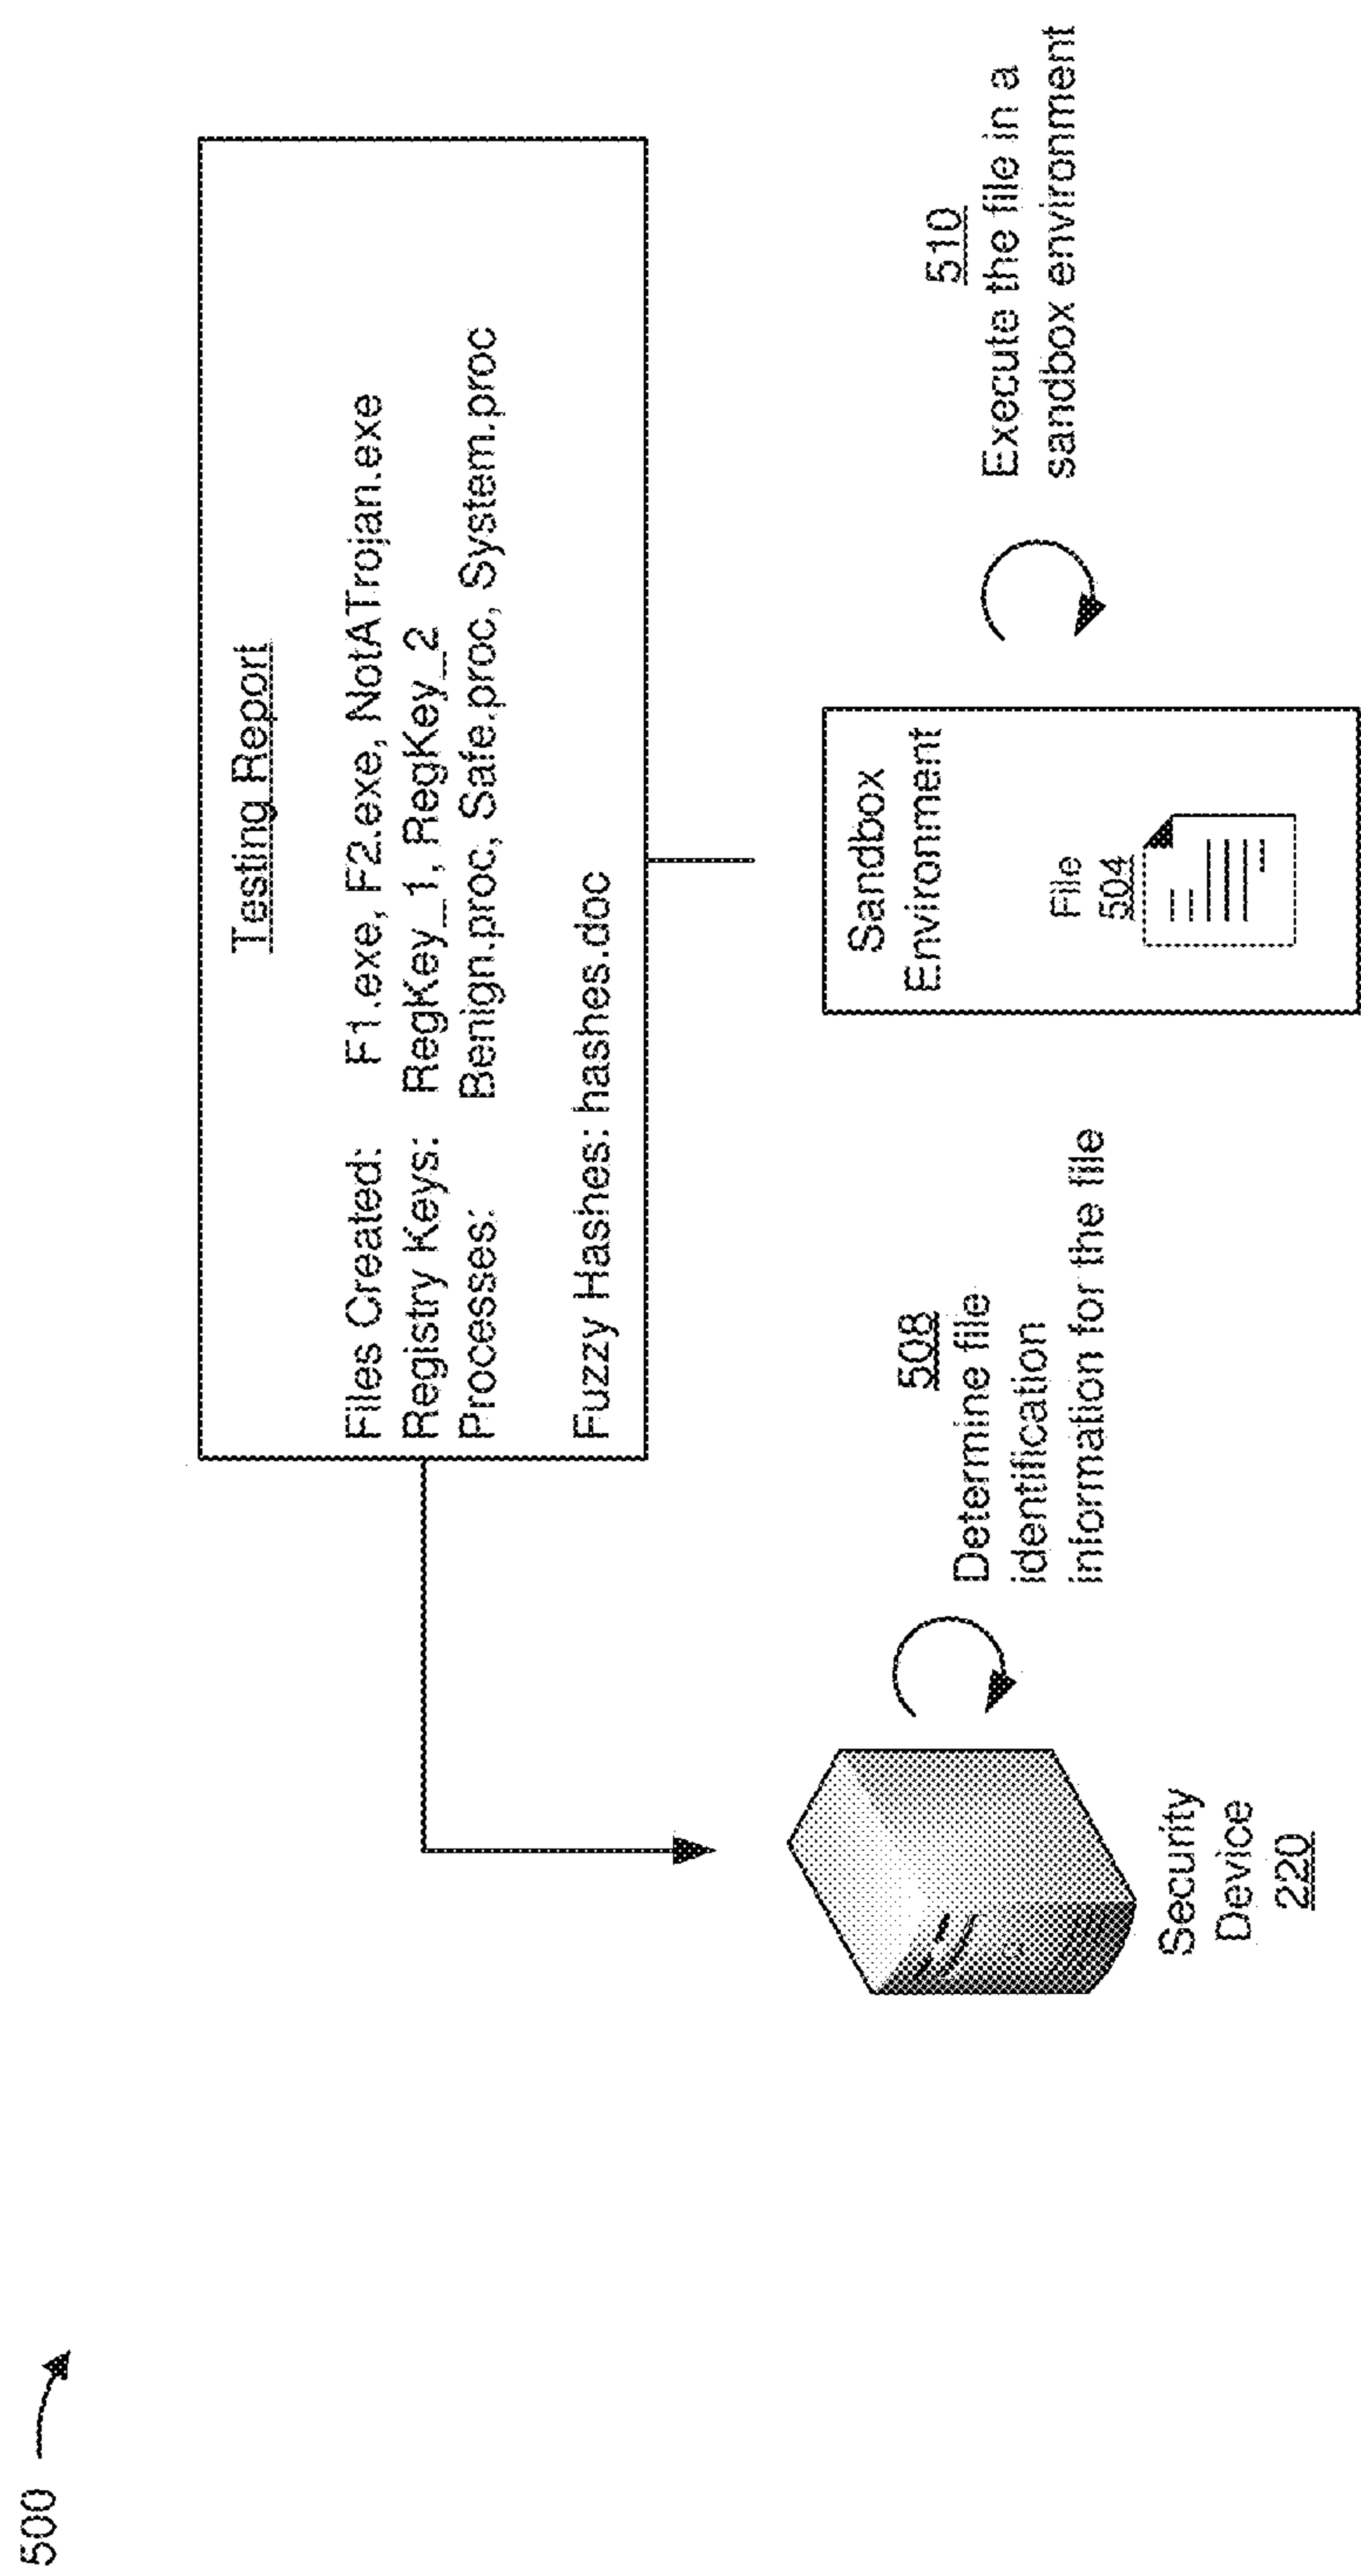 500
Testing Report
Files Created: F1.exe, F2.exe, NotATrojan.exe
Registry Keys: RegKey_1, RegKey_2
Processes: Benign.proc, Safe.proc, System.proc
Fuzzy Hashes: hashes.doc
508
Determine file
identification
information for the file
Security
Device
220
Sandbox
Environment
File
504
510
Execute the file in a
sandbox environment